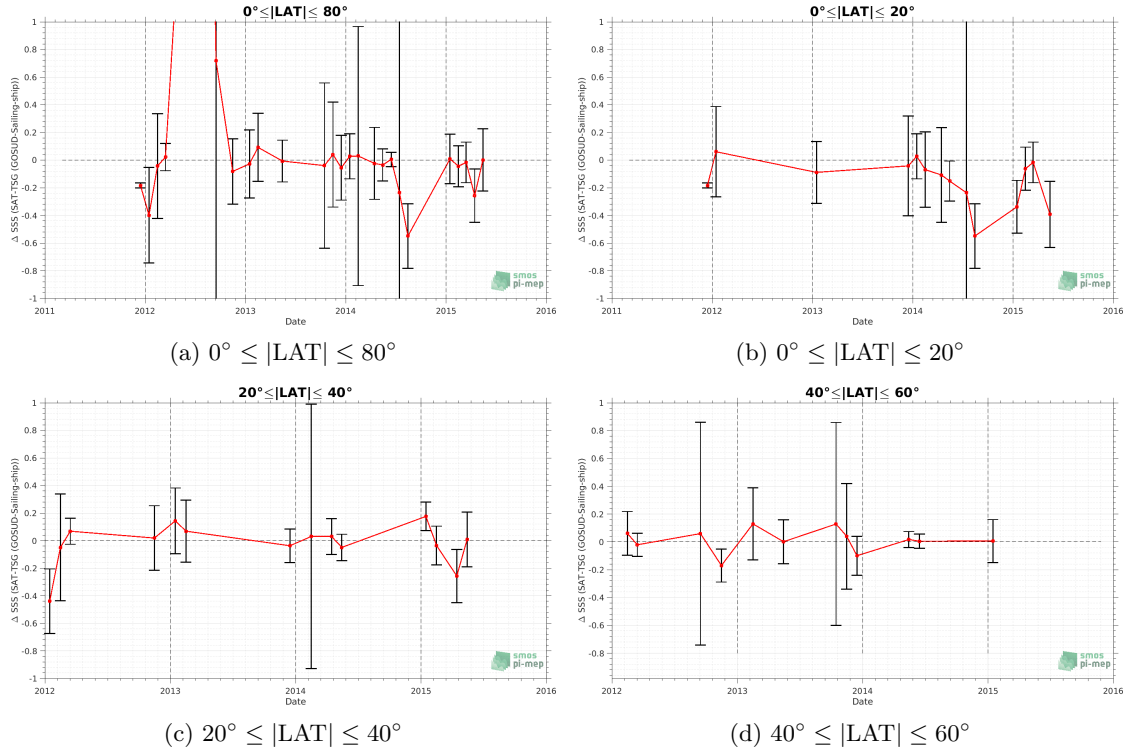 0°≤|LAT|≤ 80°
Δ SSS (SAT-TSG (GOSUD-Sailing-ship))
1
0.8
0.6
0.4
0.2
0
-0.2
-0.4
-0.6
-0.8
-1
2011
2012
2013
2014
2015
2016
Date
smos
pi-mep
(a) 0° ≤ |LAT| ≤ 80°
0°≤|LAT|≤ 20°
Δ SSS (SAT-TSG (GOSUD-Sailing-ship))
1
0.8
0.6
0.4
0.2
0
-0.2
-0.4
-0.6
-0.8
-1
2011
2012
2013
2014
2015
2016
Date
smos
pi-mep
(b) 0° ≤ |LAT| ≤ 20°
20°≤|LAT|≤ 40°
Δ SSS (SAT-TSG (GOSUD-Sailing-ship))
1
0.8
0.6
0.4
0.2
0
-0.2
-0.4
-0.6
-0.8
-1
2012
2013
2014
2015
2016
Date
smos
pi-mep
(c) 20° ≤ |LAT| ≤ 40°
40°≤|LAT|≤ 60°
Δ SSS (SAT-TSG (GOSUD-Sailing-ship))
1
0.8
0.6
0.4
0.2
0
-0.2
-0.4
-0.6
-0.8
2012
2013
2014
2015
2016
Date
smos
pi-mep
(d) 40° ≤ |LAT| ≤ 60°